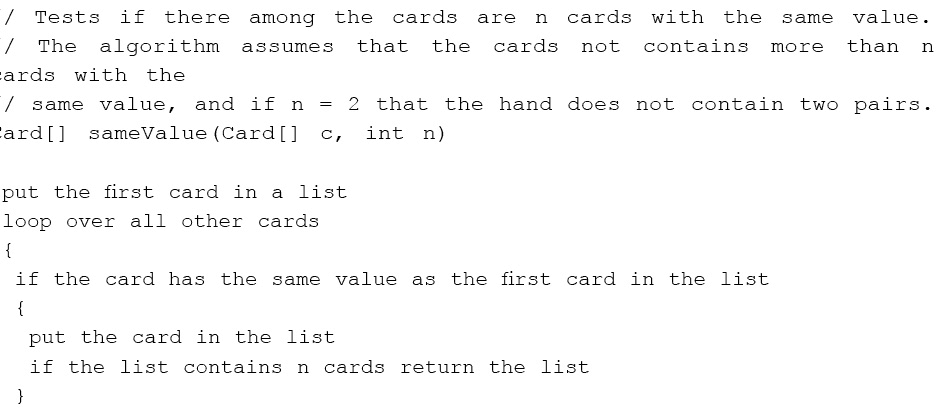 / Tests if there among the cards are n cards with the same value.
/ The algorithm assumes that the cards not contains more than n
cards with the
/ same value, and if n = 2 that the hand does not contain two pairs.
Card[] sameValue(Card[] c, int n)
put the first card in a list
loop over all other cards
{
if the card has the same value as the first card in the list
{
put the card in the list
if the list contains n cards return the list
}